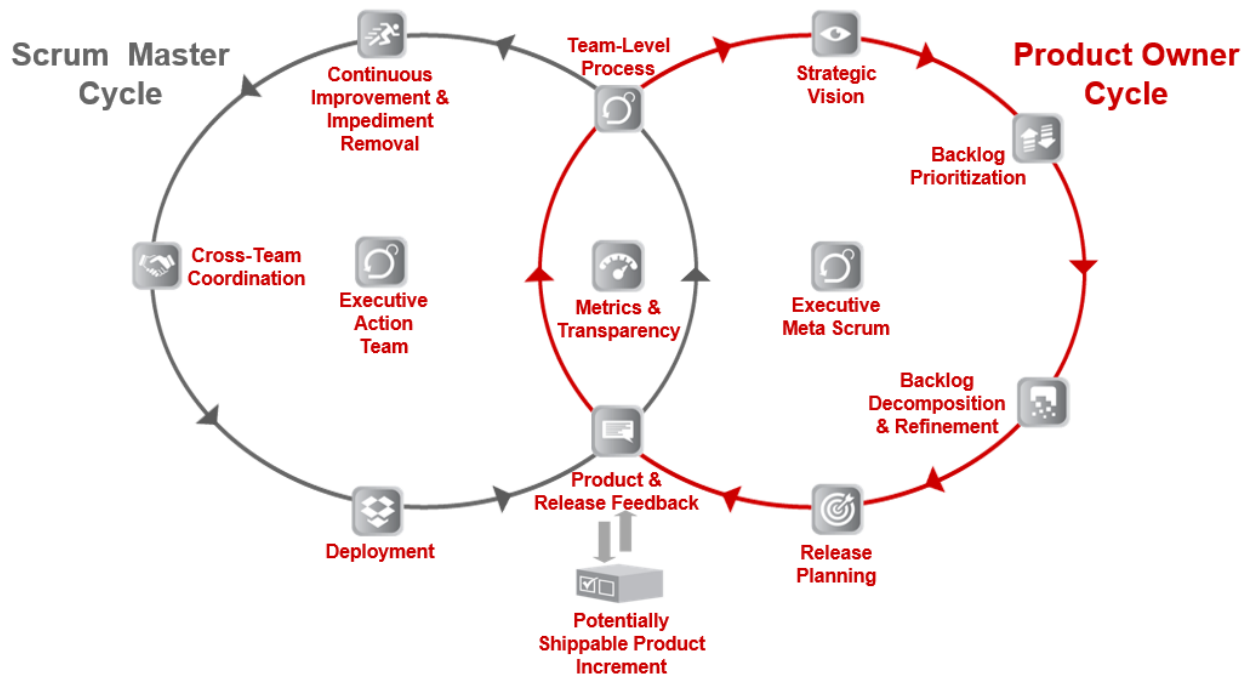 Scrum Master
Cycle
Continuous
Improvement &
Impediment
Removal
Team-Level
Process
Strategic
Vision
Product Owner
Cycle
Backlog
Prioritization
Cross-Team
Coordination
Executive
Action
Team
Metrics &
Transparency
Executive
Meta Scrum
Backlog
Decomposition
& Refinement
Product &
Release Feedback
Deployment
Release
Planning
Potentially
Shippable Product
Increment